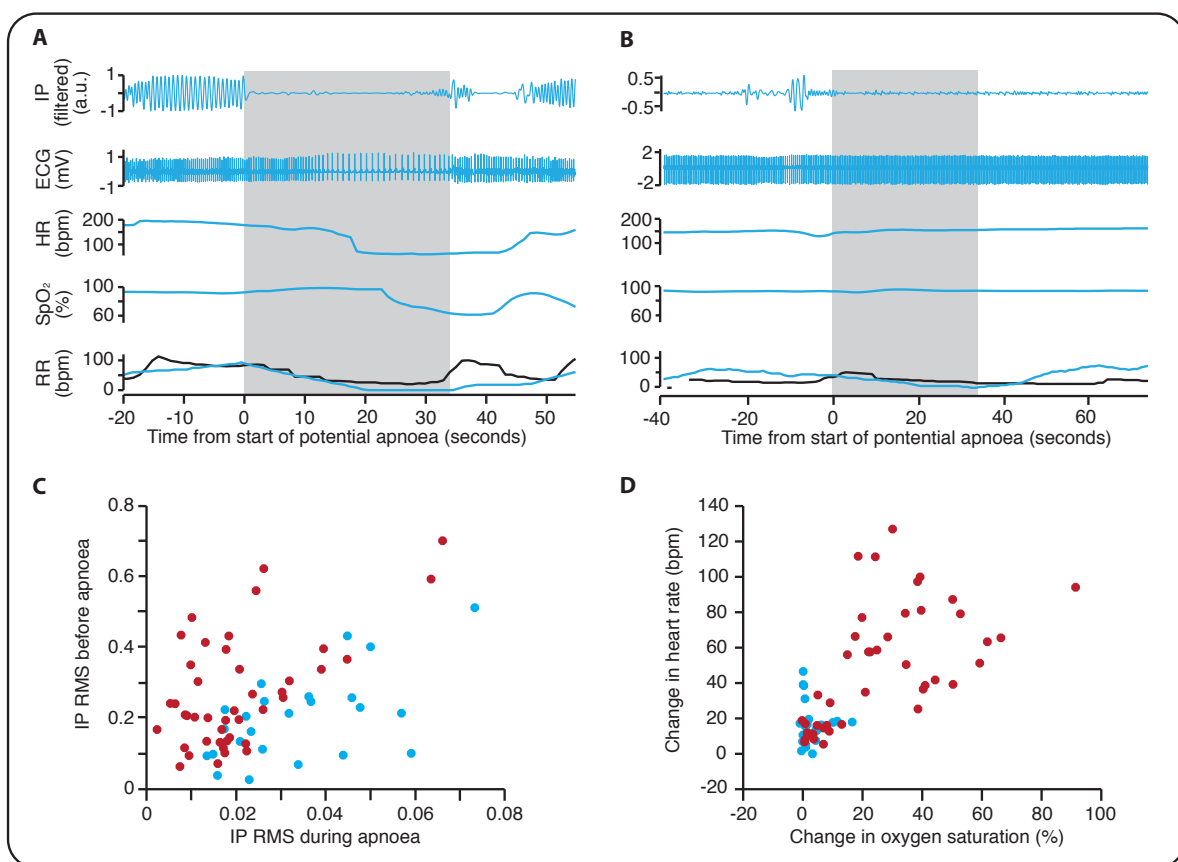 A
IP
(filtered)
(a.u.)
1
-1
ECG
(mV)
1
-1
HR
(bpm)
200
100
SpO₂
(%)
100
60
RR
(bpm)
100
0
-20 -10 0 10 20 30 40 50
Time from start of potential apnoea (seconds)
B
0.5
-0.5
2
-2
200
100
100
60
100
0
-40 0 20 40 60
Time from start of pontential apnoea (seconds)
C
IP RMS before apnoea
0.8
0.6
0.4
0.2
0
0 0.02 0.04 0.06 0.08
IP RMS during apnoea
D
Change in heart rate (bpm)
140
120
100
80
60
40
20
0
-20
-20 0 20 40 60 80 100
Change in oxygen saturation (%)